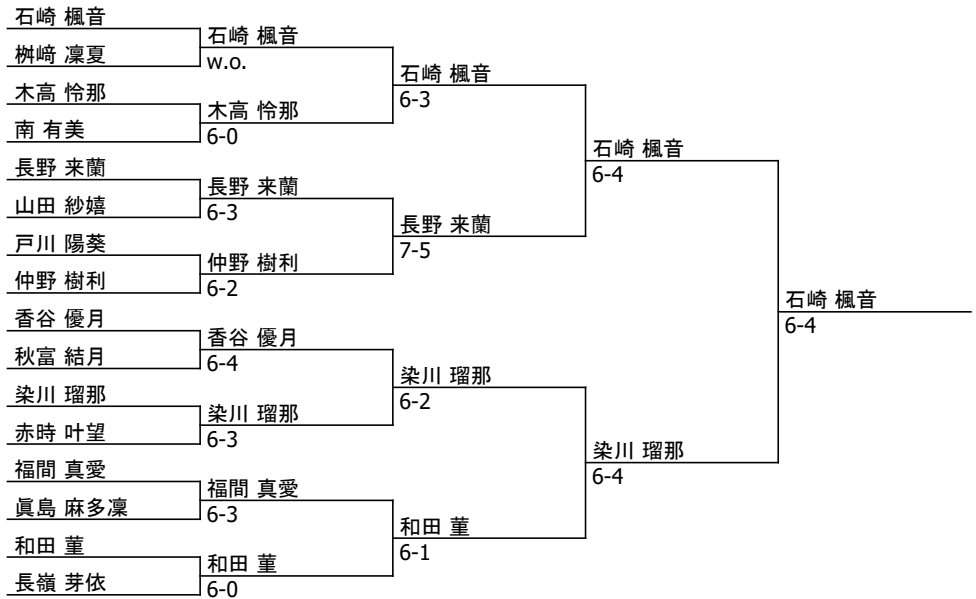 石崎 楓音
桝﨑 凜夏
木高 怜那
南 有美
長野 来蘭
山田 紗嬉
戸川 陽葵
仲野 樹利
香谷 優月
秋富 結月
染川 瑠那
赤時 叶望
福間 真愛
眞島 麻多凜
和田 菫
長嶺 芽依
石崎 楓音
w.o.
木高 怜那
6-0
長野 来蘭
6-3
仲野 樹利
6-2
香谷 優月
6-4
染川 瑠那
6-3
福間 真愛
6-3
和田 菫
6-0
石崎 楓音
6-3
長野 来蘭
7-5
染川 瑠那
6-2
和田 菫
6-1
石崎 楓音
6-4
染川 瑠那
6-4
石崎 楓音
6-4